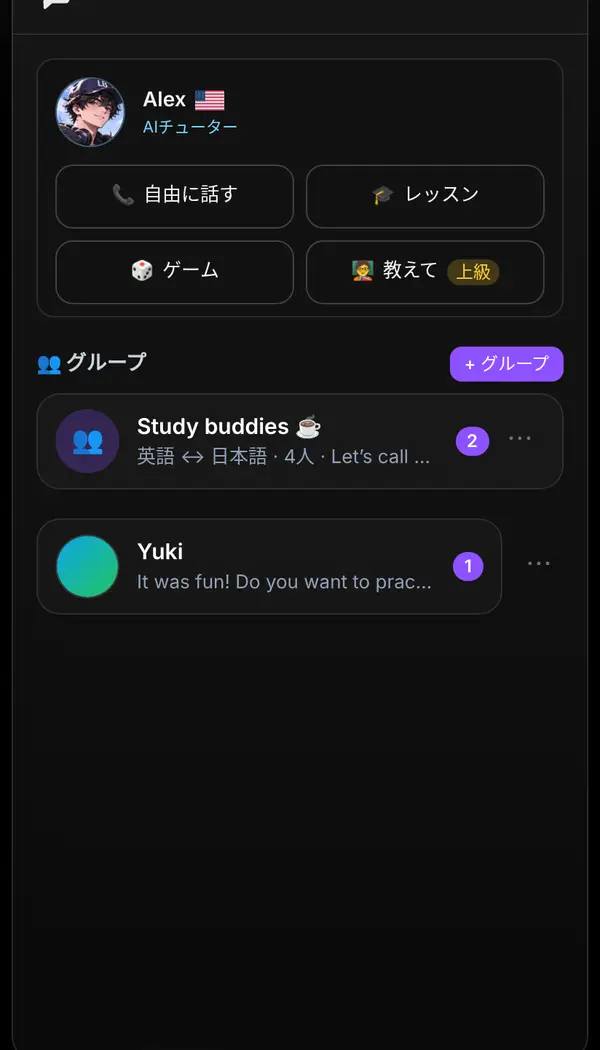 Alex
AIチューター
自由に話す
レッスン
ゲーム
教えて 上級
グループ
+ グループ
Study buddies
2
英語 ↔ 日本語 · 4人 · Let’s call ...
Yuki
1
It was fun! Do you want to prac...